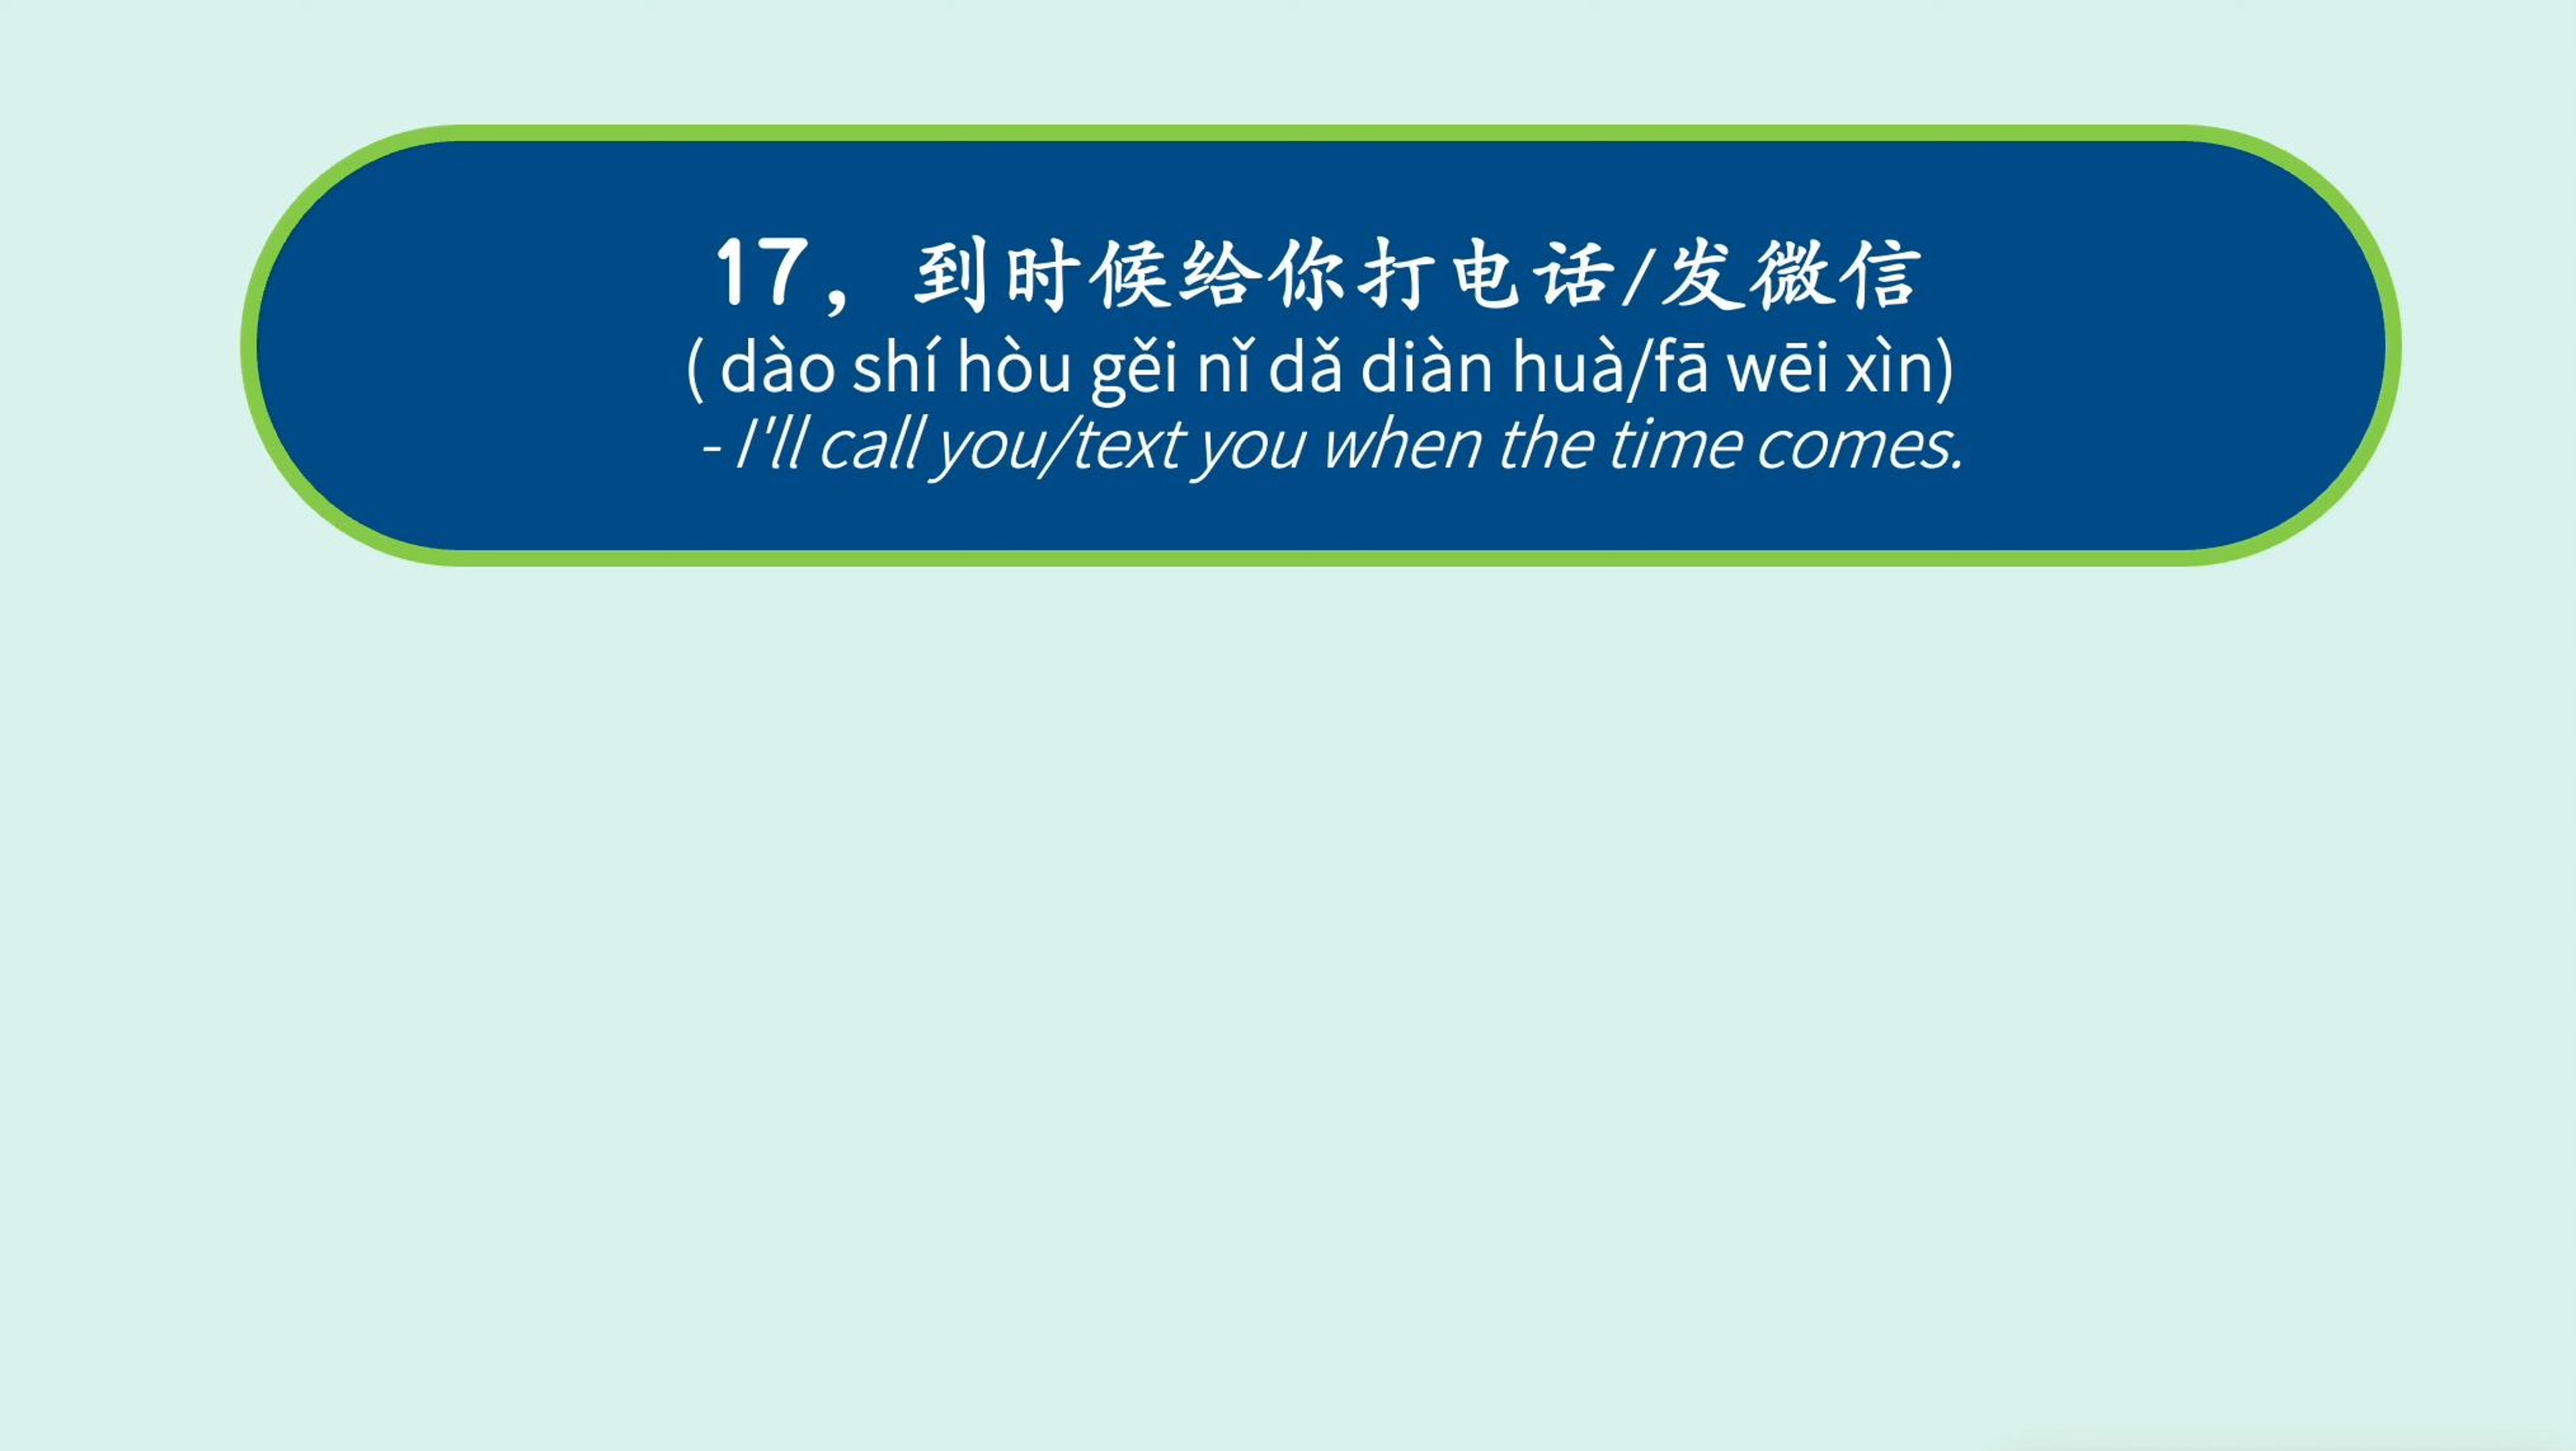 17，到时候给你打电话/发微信
( dào shí hòu gěi nǐ dǎ diàn huà/fā wēi xìn)
- I'll call you/text you when the time comes.